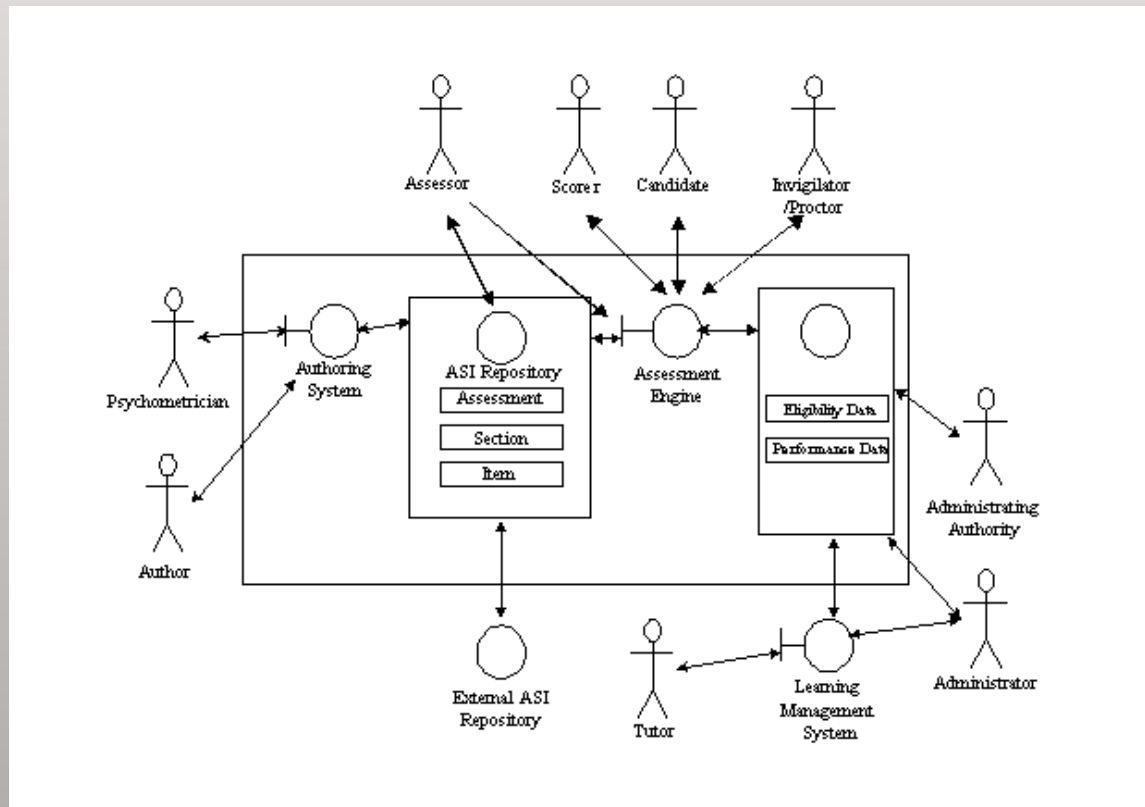 Assessor
Scorer
Candidate
Invigilator
/Proctor
Psychometrician
Authoring
System
ASI Repository
Assessment
Section
Item
Assessment
Engine
Eligibility Data
Performance Data
Administrating
Authority
Author
External ASI
Repository
Tutor
Learning
Management
System
Administrator